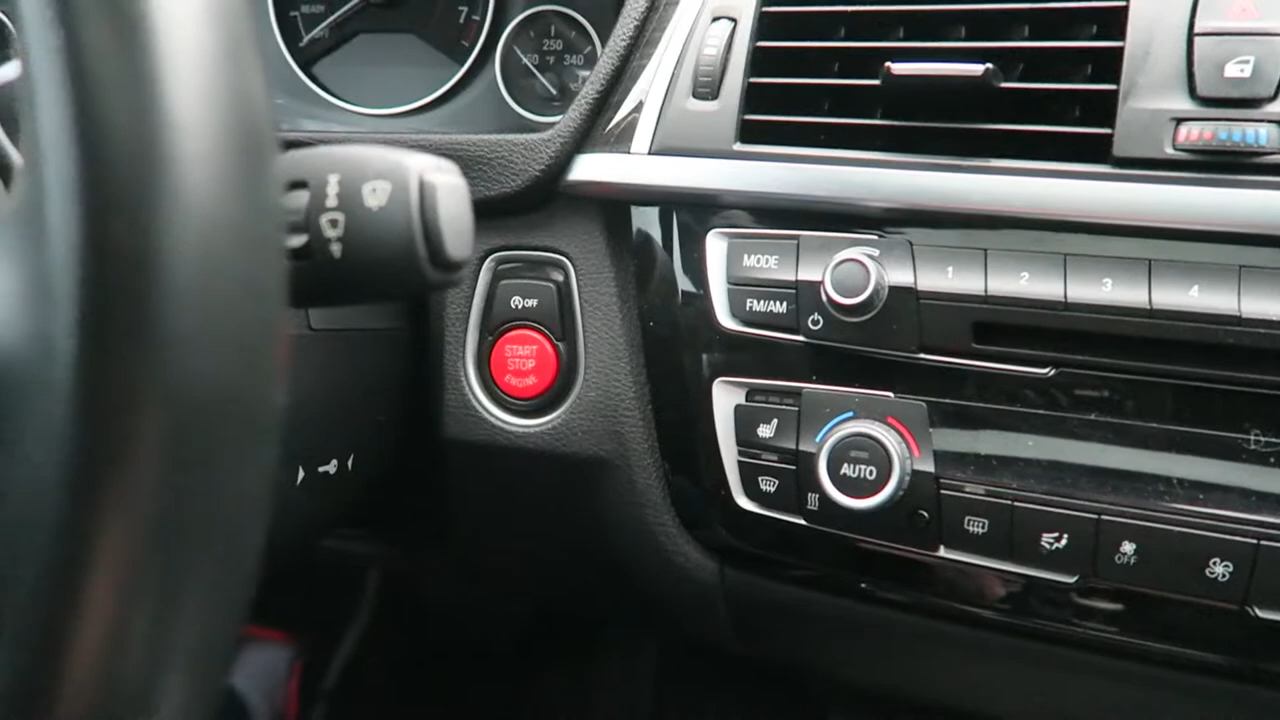 READY
7
250
°F 340
MODE
FM/AM
1
2
3
4
OFF
START
STOP
ENGINE
AUTO
OFF